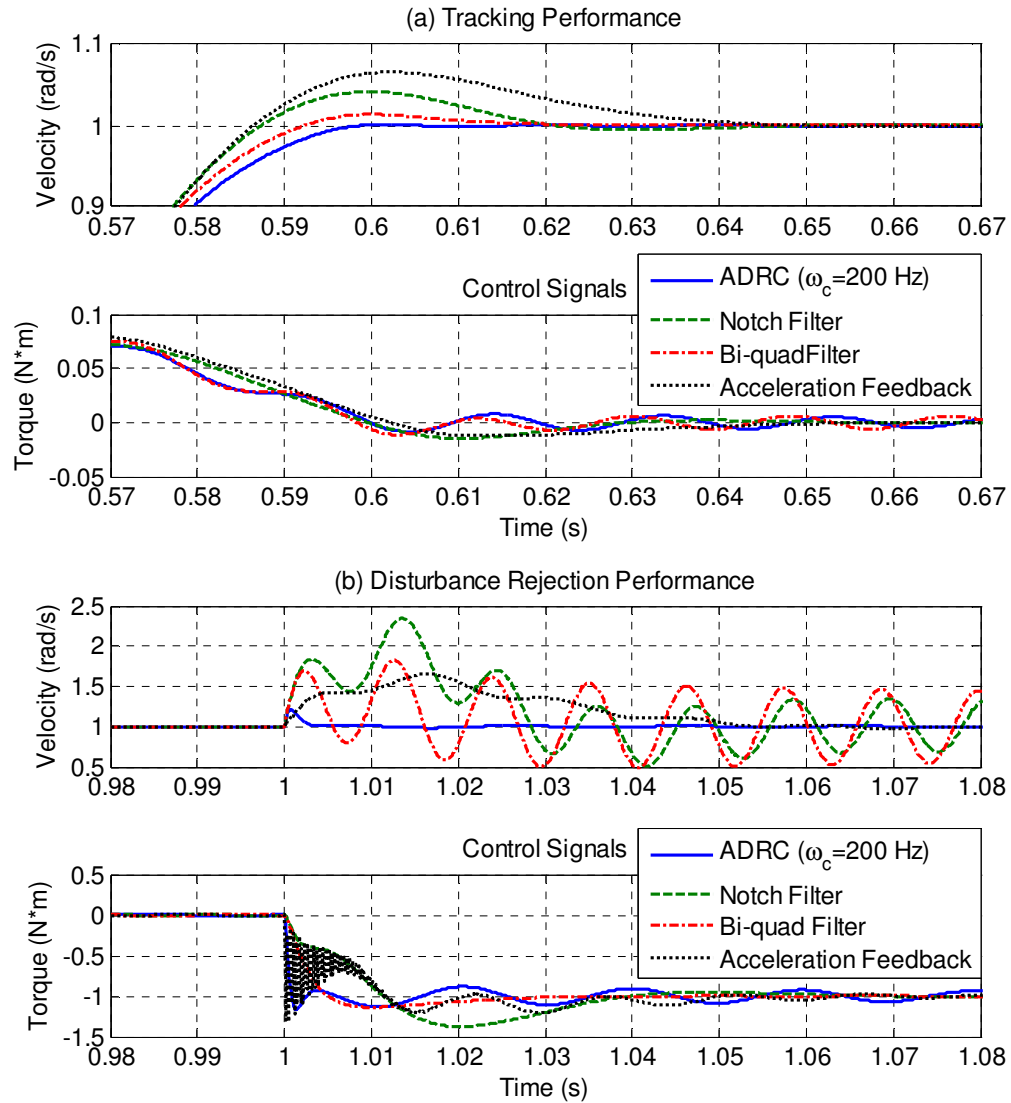 (a) Tracking Performance
Velocity (rad/s)
1.1
1
0.9
0.57 0.58 0.59 0.6 0.61 0.62 0.63 0.64 0.65 0.66 0.67
Control Signals
ADRC (ω_c=200 Hz)
Notch Filter
Bi-quadFilter
Acceleration Feedback
Torque (N*m)
0.1
0.05
0
-0.05
0.57 0.58 0.59 0.6 0.61 0.62 0.63 0.64 0.65 0.66 0.67
Time (s)
(b) Disturbance Rejection Performance
Velocity (rad/s)
2.5
2
1.5
1
0.5
0.98 0.99 1 1.01 1.02 1.03 1.04 1.05 1.06 1.07 1.08
Control Signals
ADRC (ω_c=200 Hz)
Notch Filter
Bi-quad Filter
Acceleration Feedback
Torque (N*m)
0.5
0
-0.5
-1
-1.5
0.98 0.99 1 1.01 1.02 1.03 1.04 1.05 1.06 1.07 1.08
Time (s)